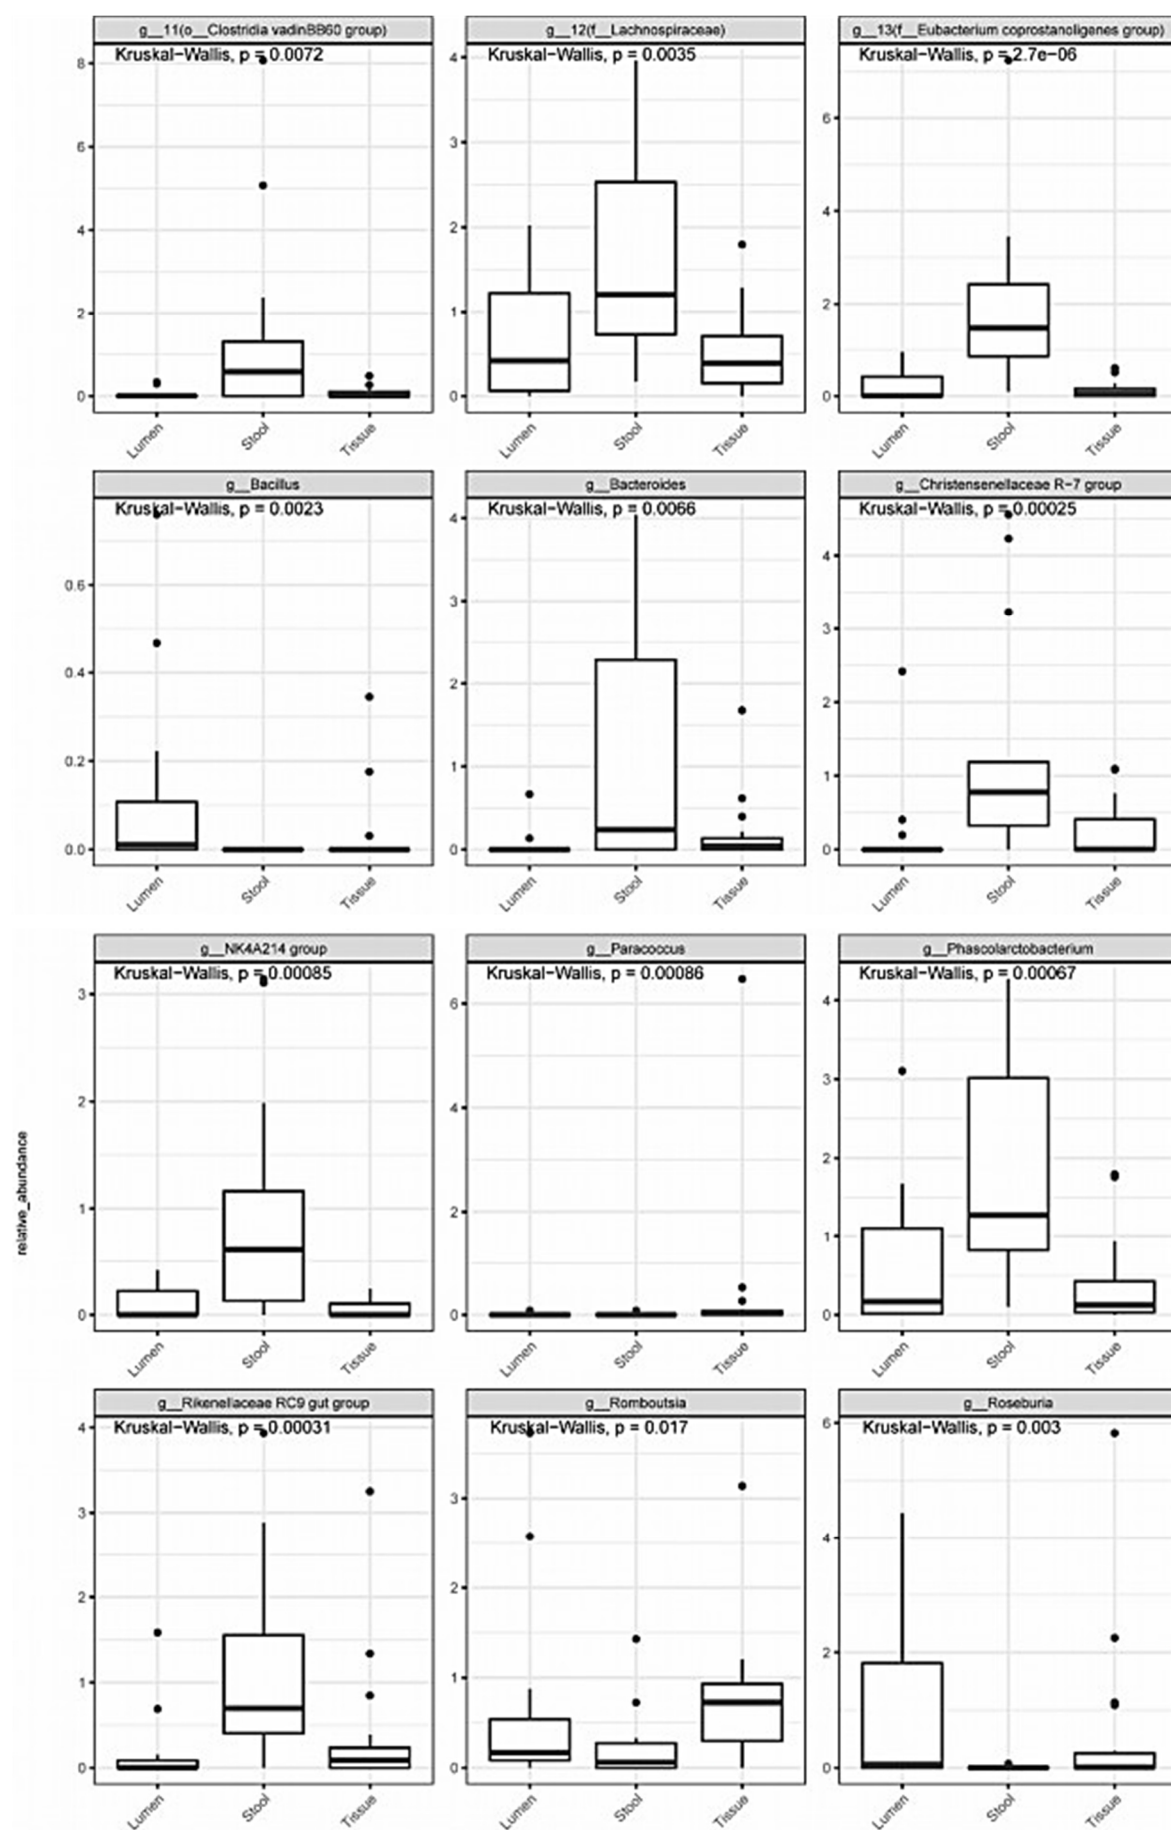 g__11(o__Clostridia vadinBB60 group)
g__12(f__Lachnospiraceae)
g__13(f__Eubacterium coprostanoligenes group)
Kruskal−Wallis, p = 0.0072
Kruskal−Wallis, p = 0.0035
Kruskal−Wallis, p = 2.7e−06
8
6
4
2
0
4
3
2
1
0
6
4
2
0
Lumen
Stool
Tissue
Lumen
Stool
Tissue
Lumen
Stool
Tissue
g__Bacillus
g__Bacteroides
g__Christensenellaceae R−7 group
Kruskal−Wallis, p = 0.0023
Kruskal−Wallis, p = 0.0066
Kruskal−Wallis, p = 0.00025
0.6
0.4
0.2
0.0
4
3
2
1
0
4
3
2
1
0
Lumen
Stool
Tissue
Lumen
Stool
Tissue
Lumen
Stool
Tissue
relative_abundance
g__NK4A214 group
g__Paracoccus
g__Phascolarctobacterium
Kruskal−Wallis, p = 0.00085
Kruskal−Wallis, p = 0.00086
Kruskal−Wallis, p = 0.00067
3
2
1
0
6
4
2
0
4
3
2
1
0
Lumen
Stool
Tissue
Lumen
Stool
Tissue
Lumen
Stool
Tissue
g__Rikenellaceae RC9 gut group
g__Romboutsia
g__Roseburia
Kruskal−Wallis, p = 0.00031
Kruskal−Wallis, p = 0.017
Kruskal−Wallis, p = 0.003
4
3
2
1
0
3
2
1
0
6
4
2
0
Lumen
Stool
Tissue
Lumen
Stool
Tissue
Lumen
Stool
Tissue